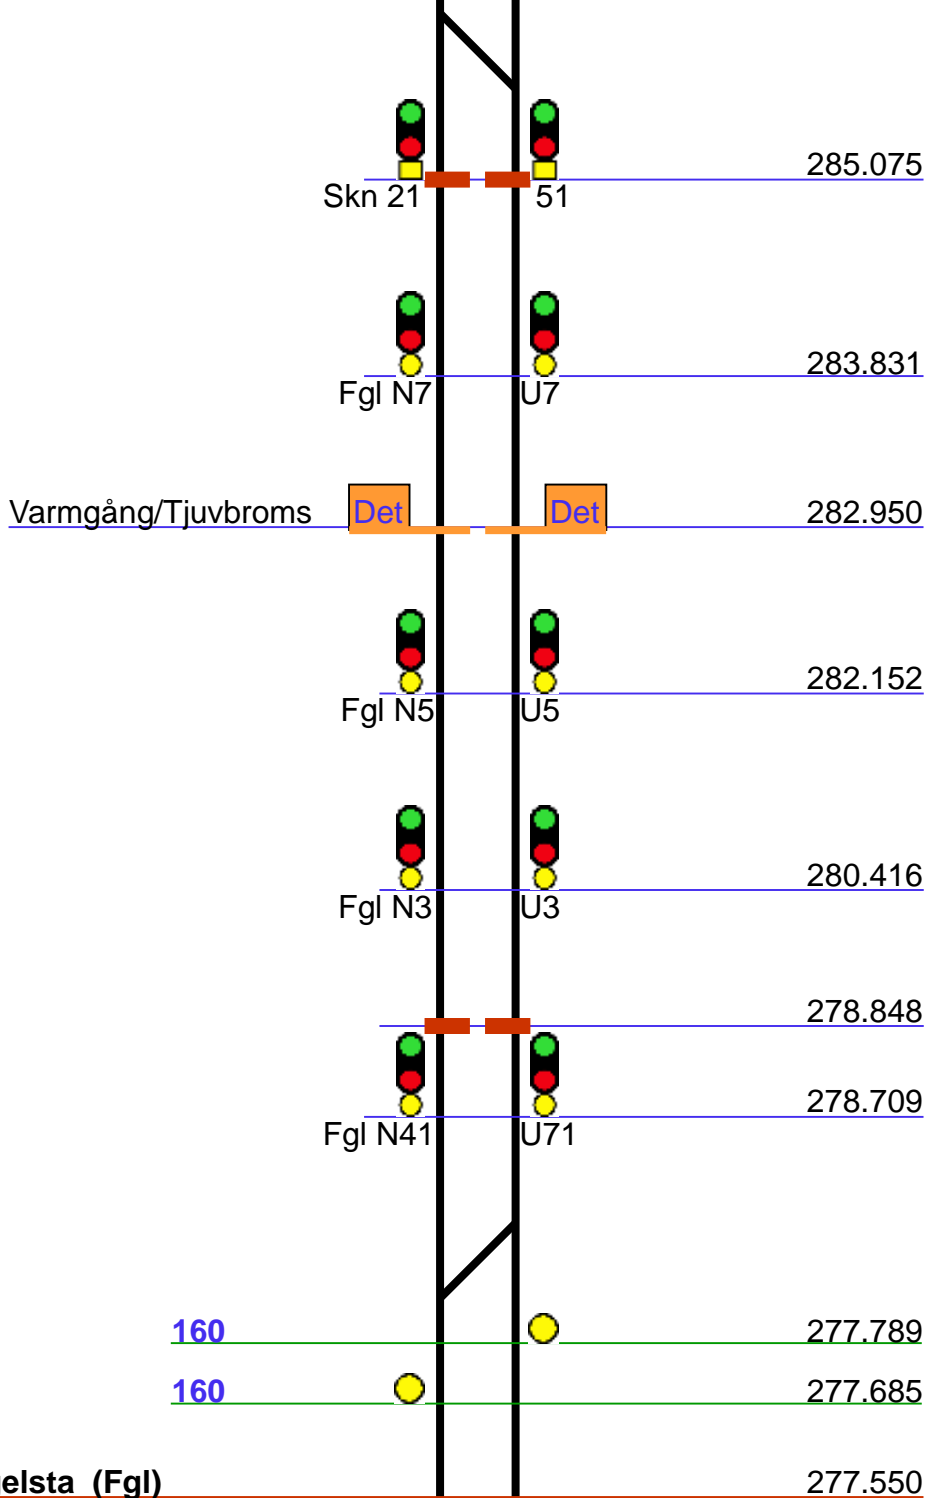 285.075
Skn 21 51
283.831
Fgl N7 U7
Varmgång/Tjuvbroms Det Det 282.950
282.152
Fgl N5 U5
280.416
Fgl N3 U3
278.848
278.709
Fgl N41 U71
160 277.789
160 277.685
elsta (Fgl) 277.550